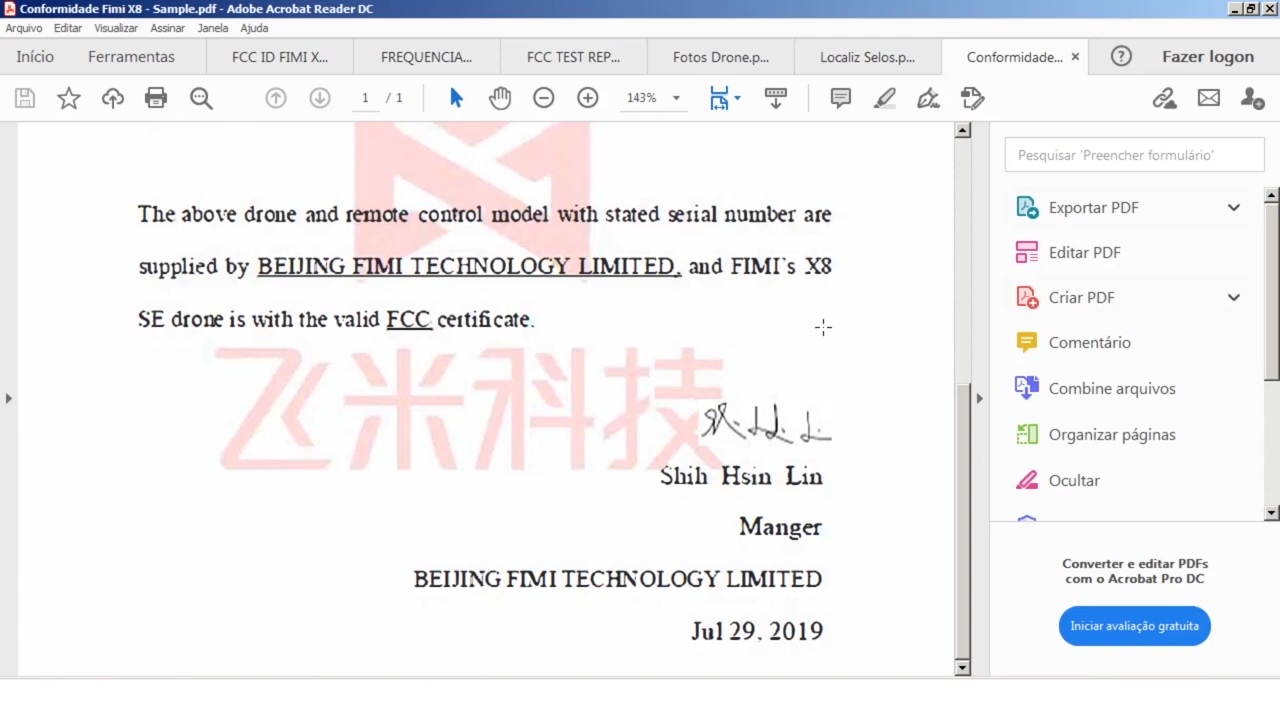 Conformidade Fimi X8 - Sample.pdf - Adobe Acrobat Reader DC
Arquivo Editar Visualizar Assinar Janela Ajuda
Início Ferramentas FCC ID FIMI X... FREQUENCIA... FCC TEST REP... Fotos Drone.p... Localiz Selos.p... Conformidade... × ? Fazer logon
1 / 1 143%
The above drone and remote control model with stated serial number are
supplied by BEIJING FIMI TECHNOLOGY LIMITED, and FIMI's X8
SE drone is with the valid FCC certificate.
飞米科技
Shih Hsin Lin
Manger
BEIJING FIMI TECHNOLOGY LIMITED
Jul 29, 2019
Pesquisar 'Preencher formulário'
Exportar PDF
Editar PDF
Criar PDF
Comentário
Combine arquivos
Organizar páginas
Ocultar
Converter e editar PDFs
com o Acrobat Pro DC
Iniciar avaliação gratuita